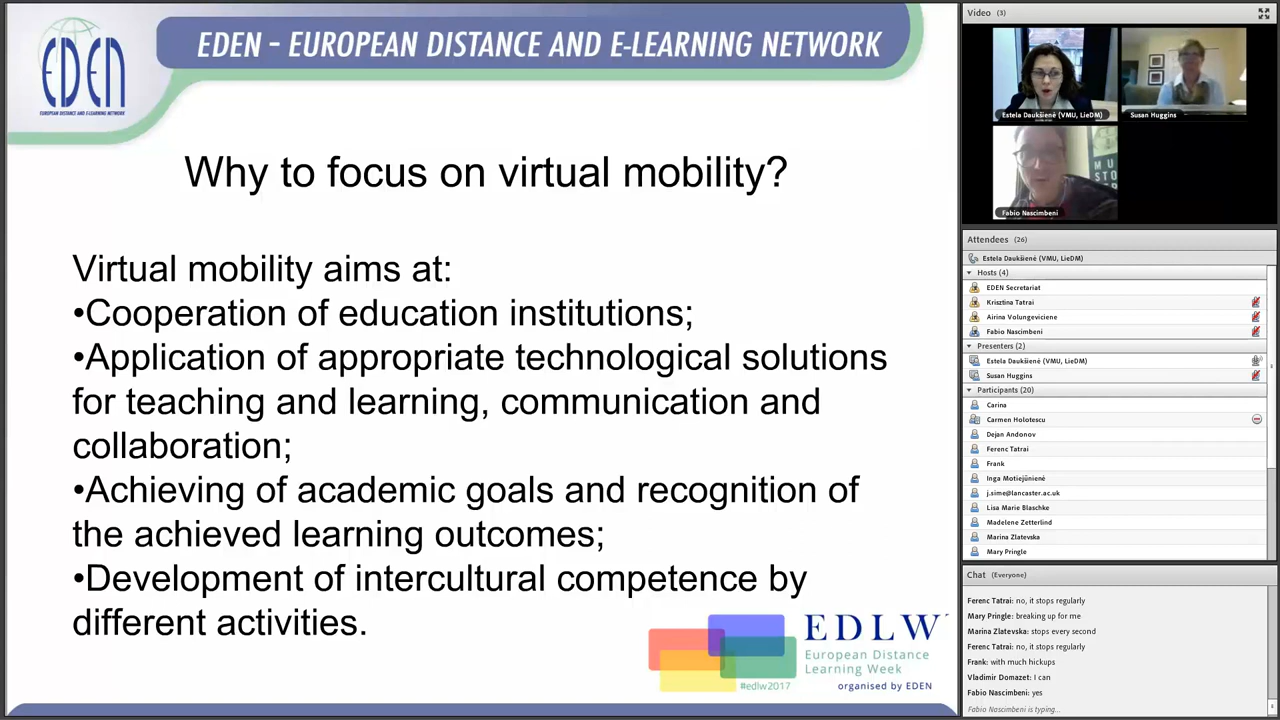 EDEN
EUROPEAN DISTANCE AND E-LEARNING NETWORK
EDEN - EUROPEAN DISTANCE AND E-LEARNING NETWORK
Why to focus on virtual mobility?
Virtual mobility aims at:
•Cooperation of education institutions;
•Application of appropriate technological solutions
for teaching and learning, communication and
collaboration;
•Achieving of academic goals and recognition of
the achieved learning outcomes;
•Development of intercultural competence by
different activities.
EDLW
European Distance
Learning Week
#edlw2017 organised by EDEN
Video (3)
Estela Daukšienė (VMU, LieDM)
Susan Huggins
MU
STO
Fabio Nascimbeni
Attendees (26)
Estela Daukšienė (VMU, LieDM)
Hosts (4)
EDEN Secretariat
Krisztina Tatrai
Airina Volungeviciene
Fabio Nascimbeni
Presenters (2)
Estela Daukšienė (VMU, LieDM)
Susan Huggins
Participants (20)
Carina
Carmen Holotescu
Dejan Andonov
Ferenc Tatrai
Frank
Inga Motiejūnienė
j.sime@lancaster.ac.uk
Lisa Marie Blaschke
Madelene Zetterlind
Marina Zlatevska
Mary Pringle
Chat (Everyone)
Ferenc Tatrai: no, it stops regularly
Mary Pringle: breaking up for me
Marina Zlatevska: stops every second
Ferenc Tatrai: no, it stops regularly
Frank: with much hickups
Vladimir Domazet: I can
Fabio Nascimbeni: yes
Fabio Nascimbeni is typing...